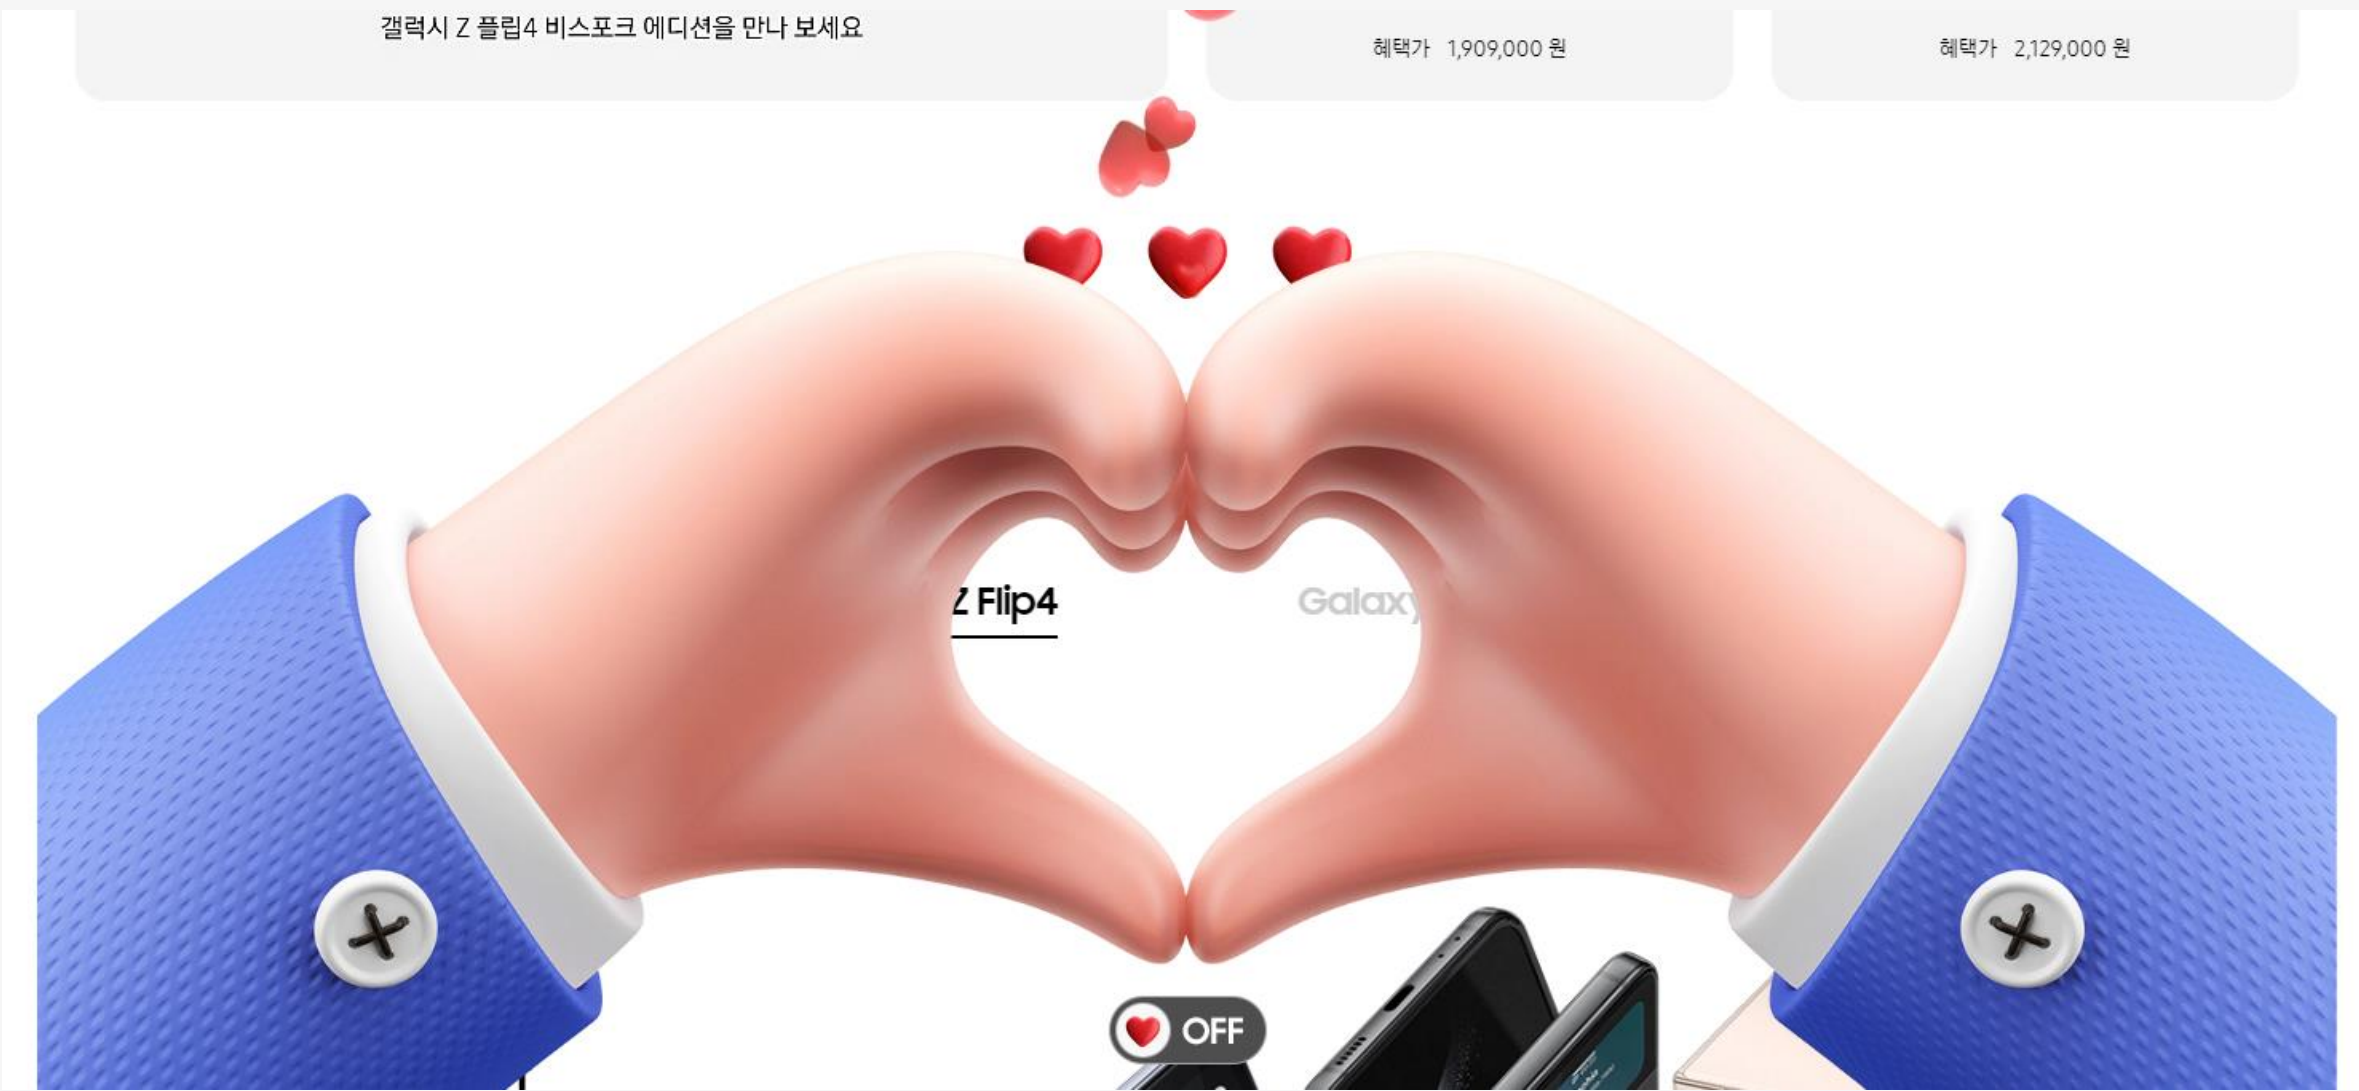 갤럭시 Z 플립4 비스포크 에디션을 만나 보세요
혜택가 1,909,000 원
혜택가 2,129,000 원
Z Flip4
Galaxy
OFF